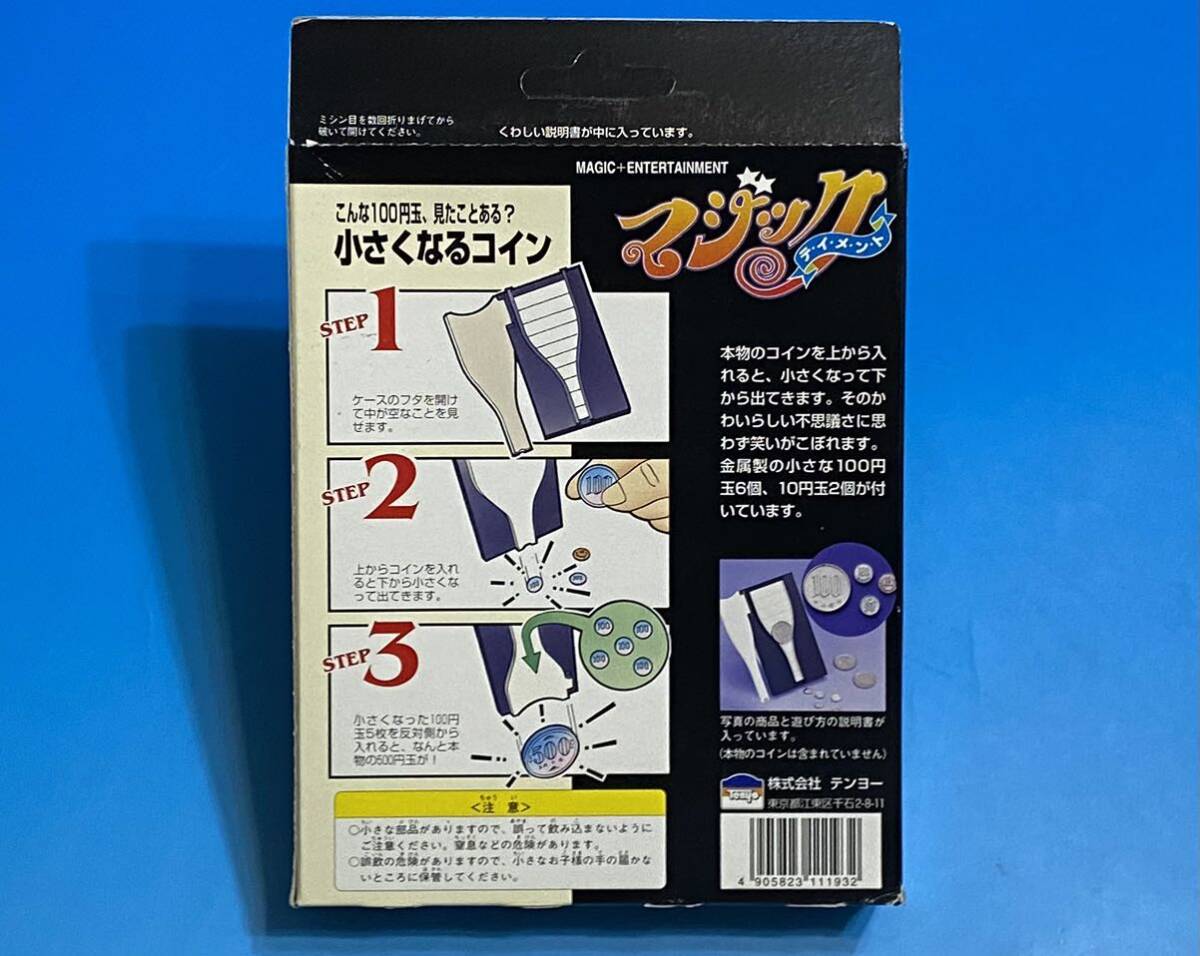 ミシン目を数回折りまげてから
破いて開けてください。
くわしい説明書が中に入っています。
MAGIC+ENTERTAINMENT
マジック
テ・イ・メ・ン・ト
こんな100円玉、見たことある?
小さくなるコイン
STEP 1
ケースのフタを開け
て中が空なことを見
せます。
STEP 2
100
上からコインを入れ
ると下から小さくな
って出てきます。
100
100
STEP 3
100
100
100
100
100
小さくなった100円
玉5枚を反対側から
入れると、なんと本
物の500円玉が!
500
本物のコインを上から入
れると、小さくなって下
から出てきます。そのか
わいらしい不思議さに思
わず笑いがこぼれます。
金属製の小さな100円
玉6個、10円玉2個が付
いています。
100
写真の商品と遊び方の説明書が
入っています。
(本物のコインは含まれていません)
Tenyo
株式会社 テンヨー
東京都江東区千石2-8-11
4 905823 111932
<注意>
○小さな部品がありますので、誤って飲み込まないように
ご注意ください。窒息などの危険があります。
○誤飲の危険がありますので、小さなお子様の手の届かな
いところに保管してください。